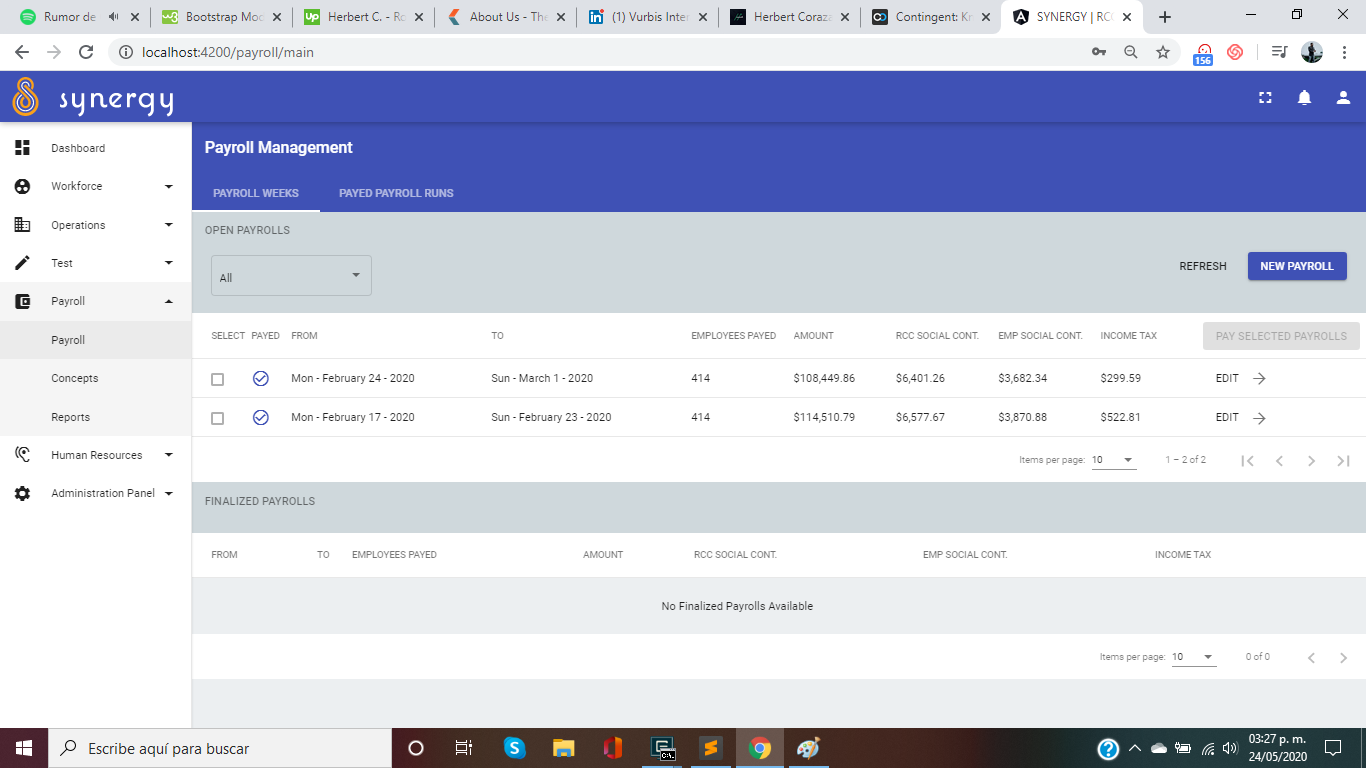 Rumor de
Bootstrap Moc
Herbert C. - Ro
About Us - The
(1) Vurbis Inter
Herbert Coraza
Contingent: Kn
SYNERGY | RCC
localhost:4200/payroll/main
156
synergy
Dashboard
Workforce
Operations
Test
Payroll
Payroll
Concepts
Reports
Human Resources
Administration Panel
Payroll Management
PAYROLL WEEKS PAYED PAYROLL RUNS
OPEN PAYROLLS
All
REFRESH NEW PAYROLL
SELECT PAYED FROM TO EMPLOYEES PAYED AMOUNT RCC SOCIAL CONT. EMP SOCIAL CONT. INCOME TAX PAY SELECTED PAYROLLS
Mon - February 24 - 2020 Sun - March 1 - 2020 414 $108,449.86 $6,401.26 $3,682.34 $299.59 EDIT
Mon - February 17 - 2020 Sun - February 23 - 2020 414 $114,510.79 $6,577.67 $3,870.88 $522.81 EDIT
Items per page: 10 1 – 2 of 2
FINALIZED PAYROLLS
FROM TO EMPLOYEES PAYED AMOUNT RCC SOCIAL CONT. EMP SOCIAL CONT. INCOME TAX
No Finalized Payrolls Available
Items per page: 10 0 of 0
Escribe aquí para buscar
03:27 p. m.
24/05/2020